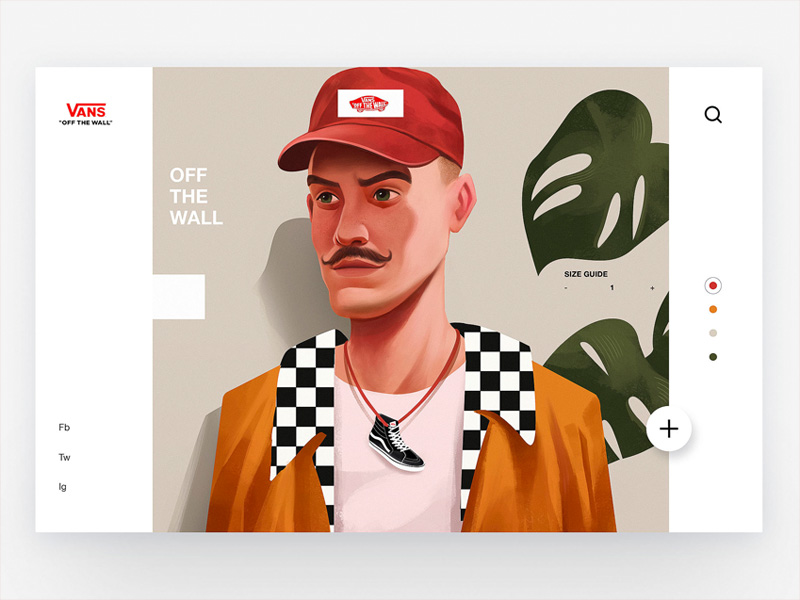 VANS
"OFF THE WALL"
VANS
"OFF THE WALL"
OFF
THE
WALL
SIZE GUIDE
- 1 +
Fb
Tw
Ig